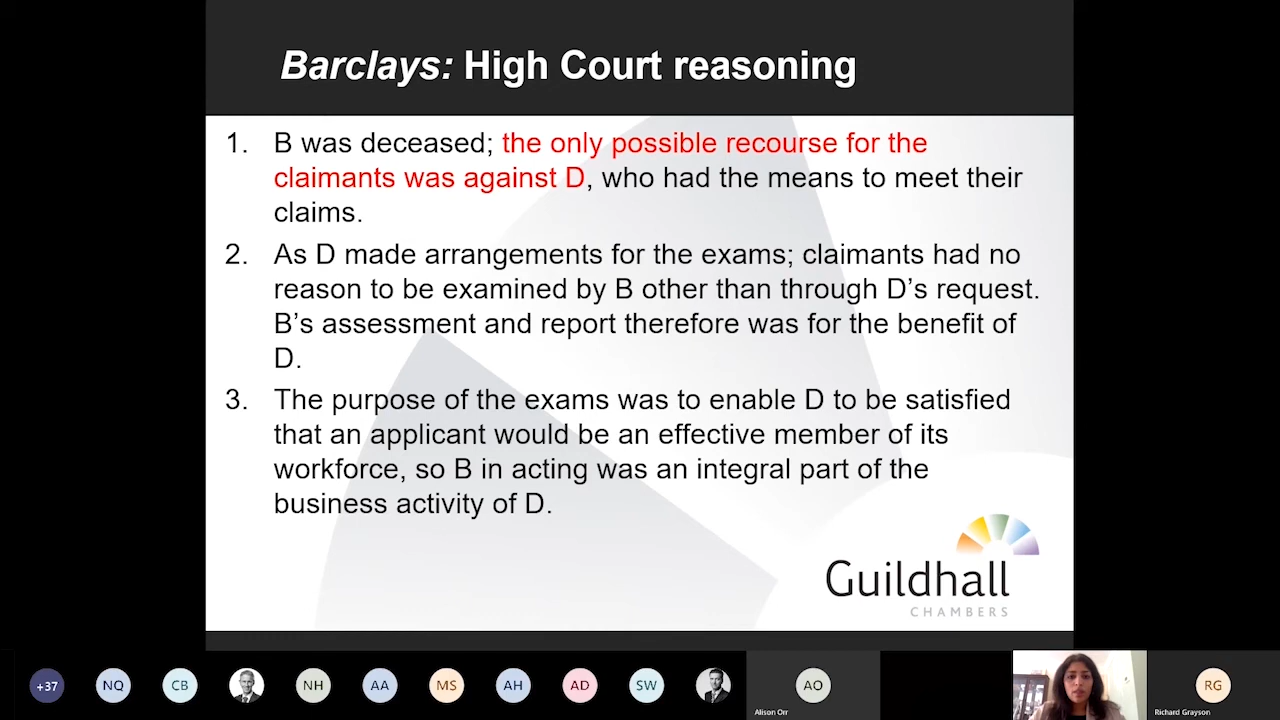 Barclays: High Court reasoning
1. B was deceased; the only possible recourse for the
claimants was against D, who had the means to meet their
claims.
2. As D made arrangements for the exams; claimants had no
reason to be examined by B other than through D’s request.
B’s assessment and report therefore was for the benefit of
D.
3. The purpose of the exams was to enable D to be satisfied
that an applicant would be an effective member of its
workforce, so B in acting was an integral part of the
business activity of D.
Guildhall
CHAMBERS
+37 NQ CB NH AA MS AH AD SW AO RG
Alison Orr Richard Grayson